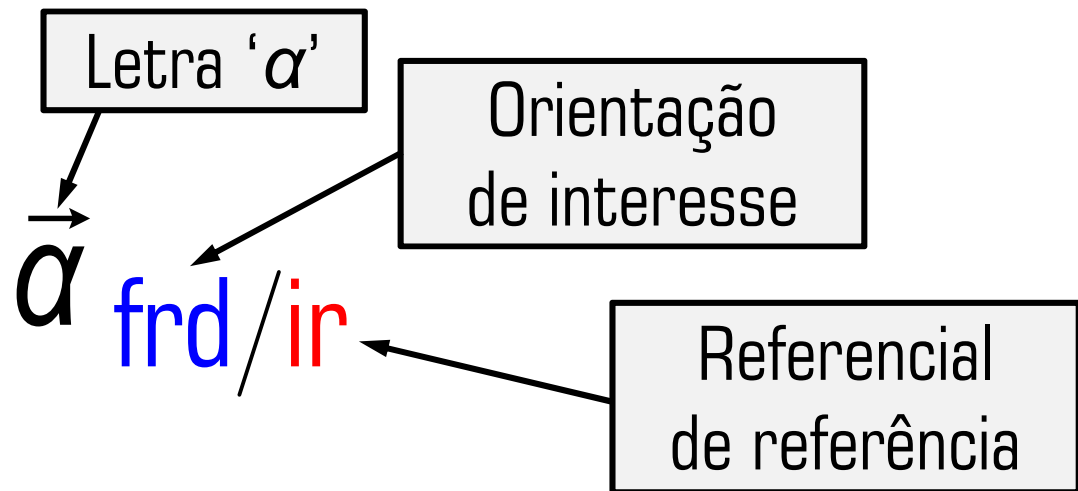 Letra ‘α’
Orientação
de interesse
α frd/ir
Referencial
de referência